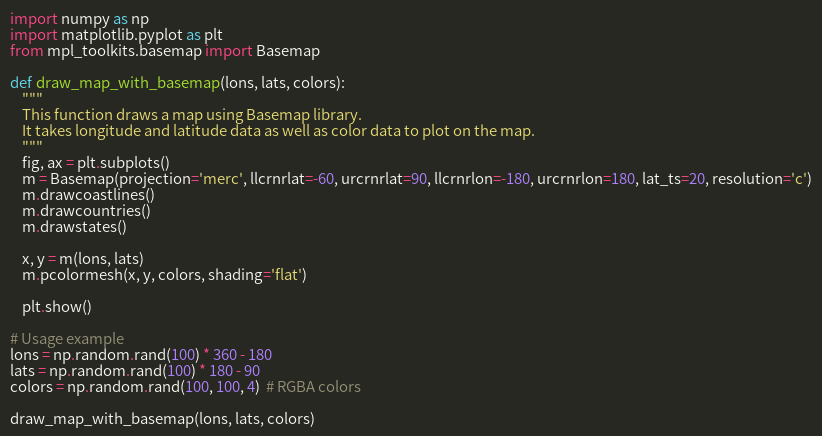 import numpy as np
import matplotlib.pyplot as plt
from mpl_toolkits.basemap import Basemap

def draw_map_with_basemap(lons, lats, colors):
    """
    This function draws a map using Basemap library.
    It takes longitude and latitude data as well as color data to plot on the map.
    """
    fig, ax = plt.subplots()
    m = Basemap(projection='merc', llcrnrlat=-60, urcrnrlat=90, llcrnrlon=-180, urcrnrlon=180, lat_ts=20, resolution='c')
    m.drawcoastlines()
    m.drawcountries()
    m.drawstates()

    x, y = m(lons, lats)
    m.pcolormesh(x, y, colors, shading='flat')

    plt.show()

# Usage example
lons = np.random.rand(100) * 360 - 180
lats = np.random.rand(100) * 180 - 90
colors = np.random.rand(100, 100, 4)  # RGBA colors

draw_map_with_basemap(lons, lats, colors)